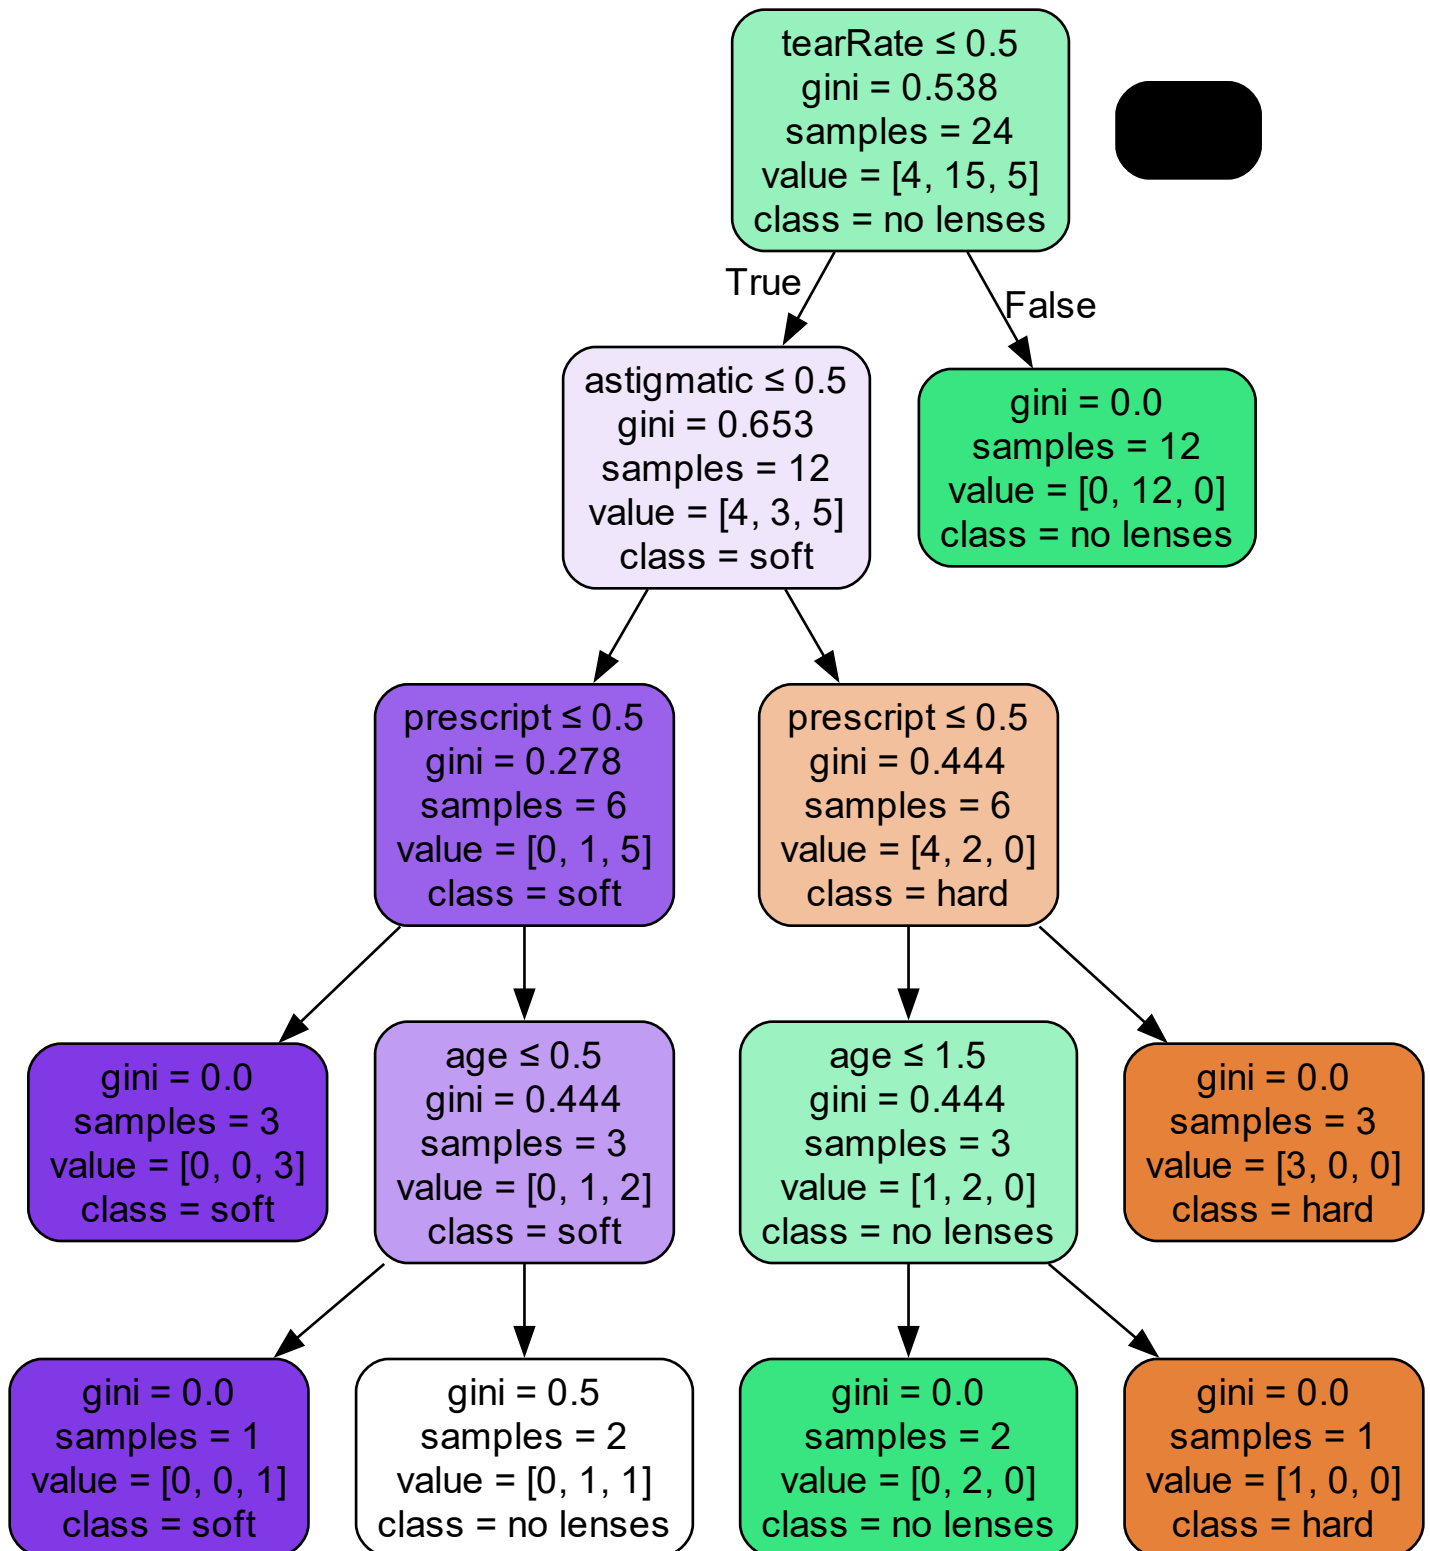 tearRate ≤ 0.5
gini = 0.538
samples = 24
value = [4, 15, 5]
class = no lenses
True
False
astigmatic ≤ 0.5
gini = 0.653
samples = 12
value = [4, 3, 5]
class = soft
gini = 0.0
samples = 12
value = [0, 12, 0]
class = no lenses
prescript ≤ 0.5
gini = 0.278
samples = 6
value = [0, 1, 5]
class = soft
prescript ≤ 0.5
gini = 0.444
samples = 6
value = [4, 2, 0]
class = hard
gini = 0.0
samples = 3
value = [0, 0, 3]
class = soft
age ≤ 0.5
gini = 0.444
samples = 3
value = [0, 1, 2]
class = soft
age ≤ 1.5
gini = 0.444
samples = 3
value = [1, 2, 0]
class = no lenses
gini = 0.0
samples = 3
value = [3, 0, 0]
class = hard
gini = 0.0
samples = 1
value = [0, 0, 1]
class = soft
gini = 0.5
samples = 2
value = [0, 1, 1]
class = no lenses
gini = 0.0
samples = 2
value = [0, 2, 0]
class = no lenses
gini = 0.0
samples = 1
value = [1, 0, 0]
class = hard